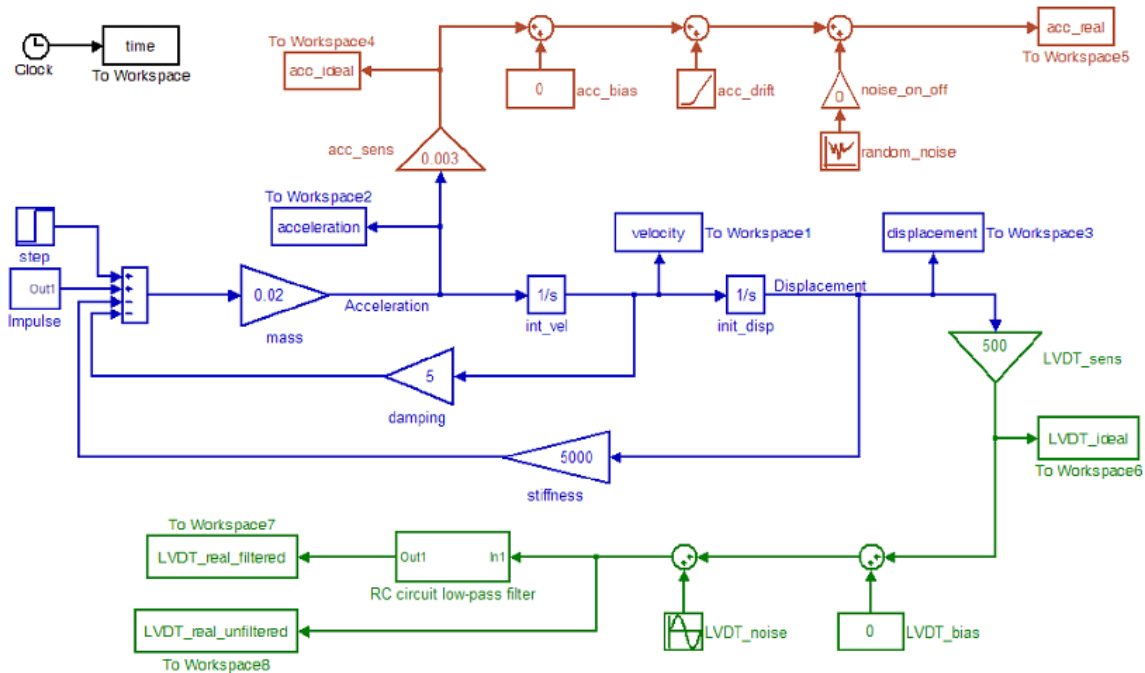 time
Clock
To Workspace
To Workspace4
acc_ideal
0
acc_bias
acc_drift
0
noise_on_off
random_noise
acc_real
To Workspace5
acc_sens
0.003
To Workspace2
acceleration
velocity
To Workspace1
displacement
To Workspace3
step
Out1
Impulse
0.02
mass
Acceleration
1/s
int_vel
1/s
init_disp
Displacement
500
LVDT_sens
5
damping
5000
stiffness
LVDT_ideal
To Workspace6
To Workspace7
LVDT_real_filtered
Out1
In1
RC circuit low-pass filter
LVDT_real_unfiltered
To Workspace8
LVDT_noise
0
LVDT_bias